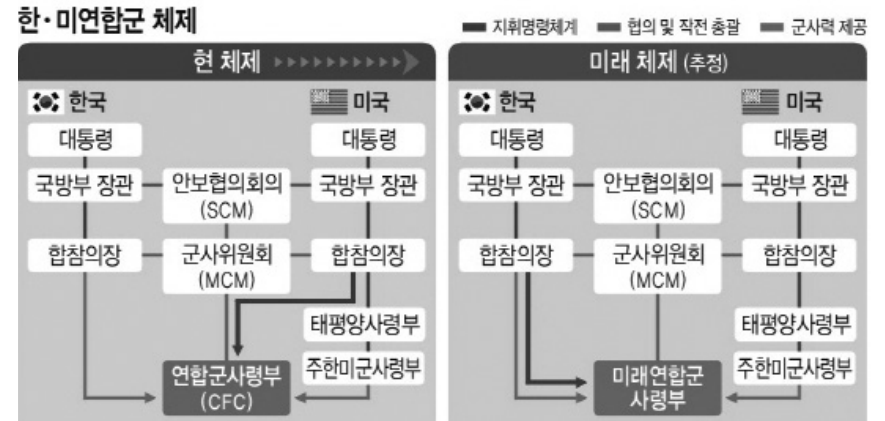 한·미연합군 체제
지휘명령체계 협의 및 작전 총괄 군사력 제공
현 체제
한국 미국
대통령 대통령
국방부 장관 안보협의회의 국방부 장관
(SCM)
합참의장 군사위원회 합참의장
(MCM)
태평양사령부
연합군사령부 주한미군사령부
(CFC)
미래 체제 (추정)
한국 미국
대통령 대통령
국방부 장관 안보협의회의 국방부 장관
(SCM)
합참의장 군사위원회 합참의장
(MCM)
태평양사령부
미래연합군 주한미군사령부
사령부